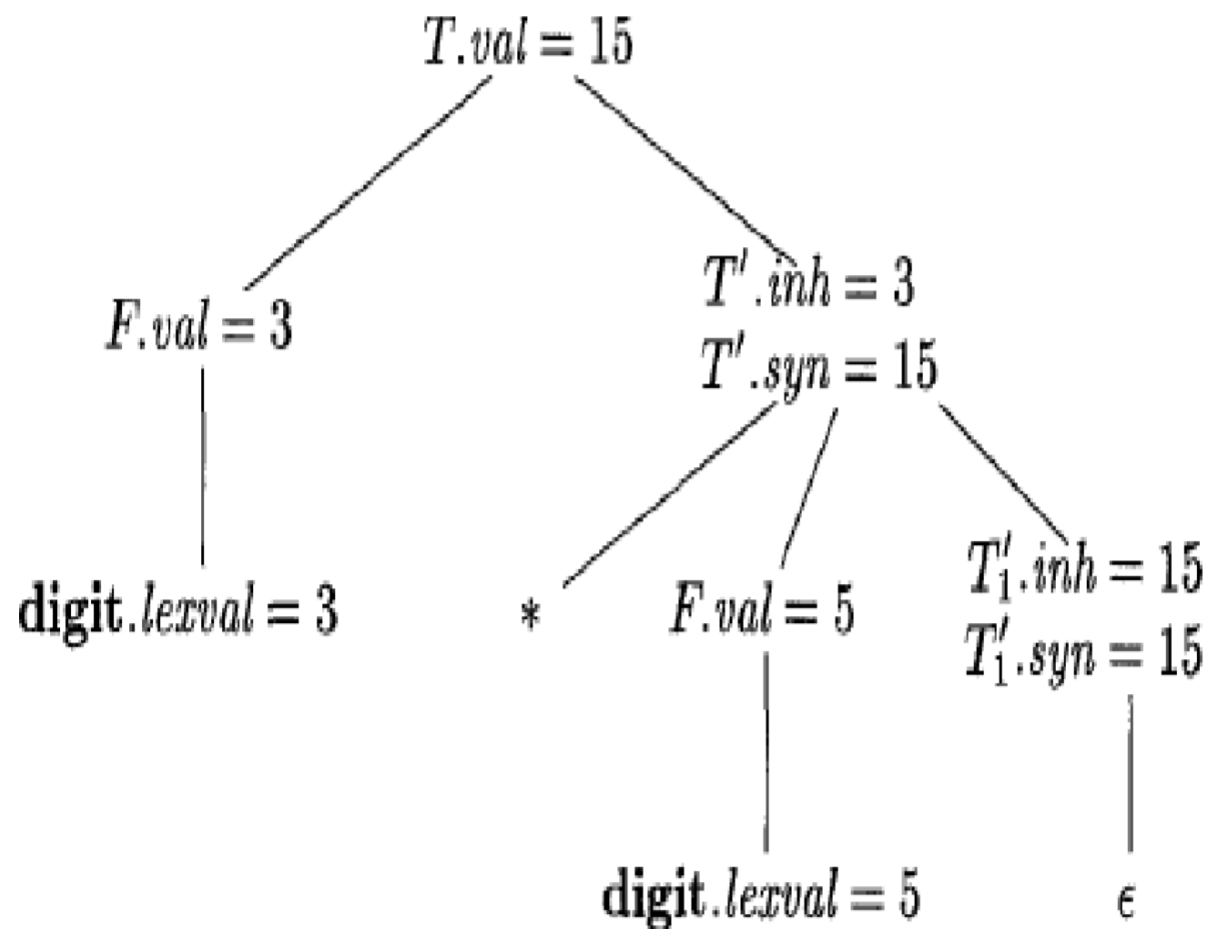 T.val = 15
F.val = 3
T′.inh = 3
T′.syn = 15
digit.lexval = 3
*
F.val = 5
T′₁.inh = 15
T′₁.syn = 15
digit.lexval = 5
ϵ